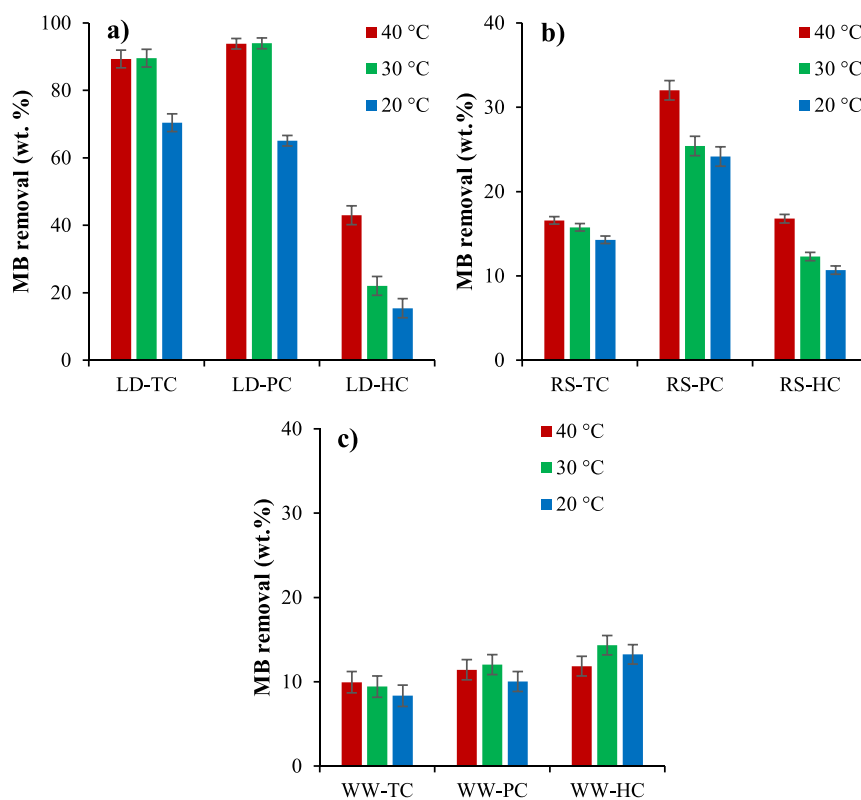 a)
40 °C
30 °C
20 °C
MB removal (wt. %)
100
80
60
40
20
0
LD-TC LD-PC LD-HC
b)
40 °C
30 °C
20 °C
MB removal (wt. %)
40
30
20
10
0
RS-TC RS-PC RS-HC
c)
40 °C
30 °C
20 °C
MB removal (wt.%)
40
30
20
10
0
WW-TC WW-PC WW-HC